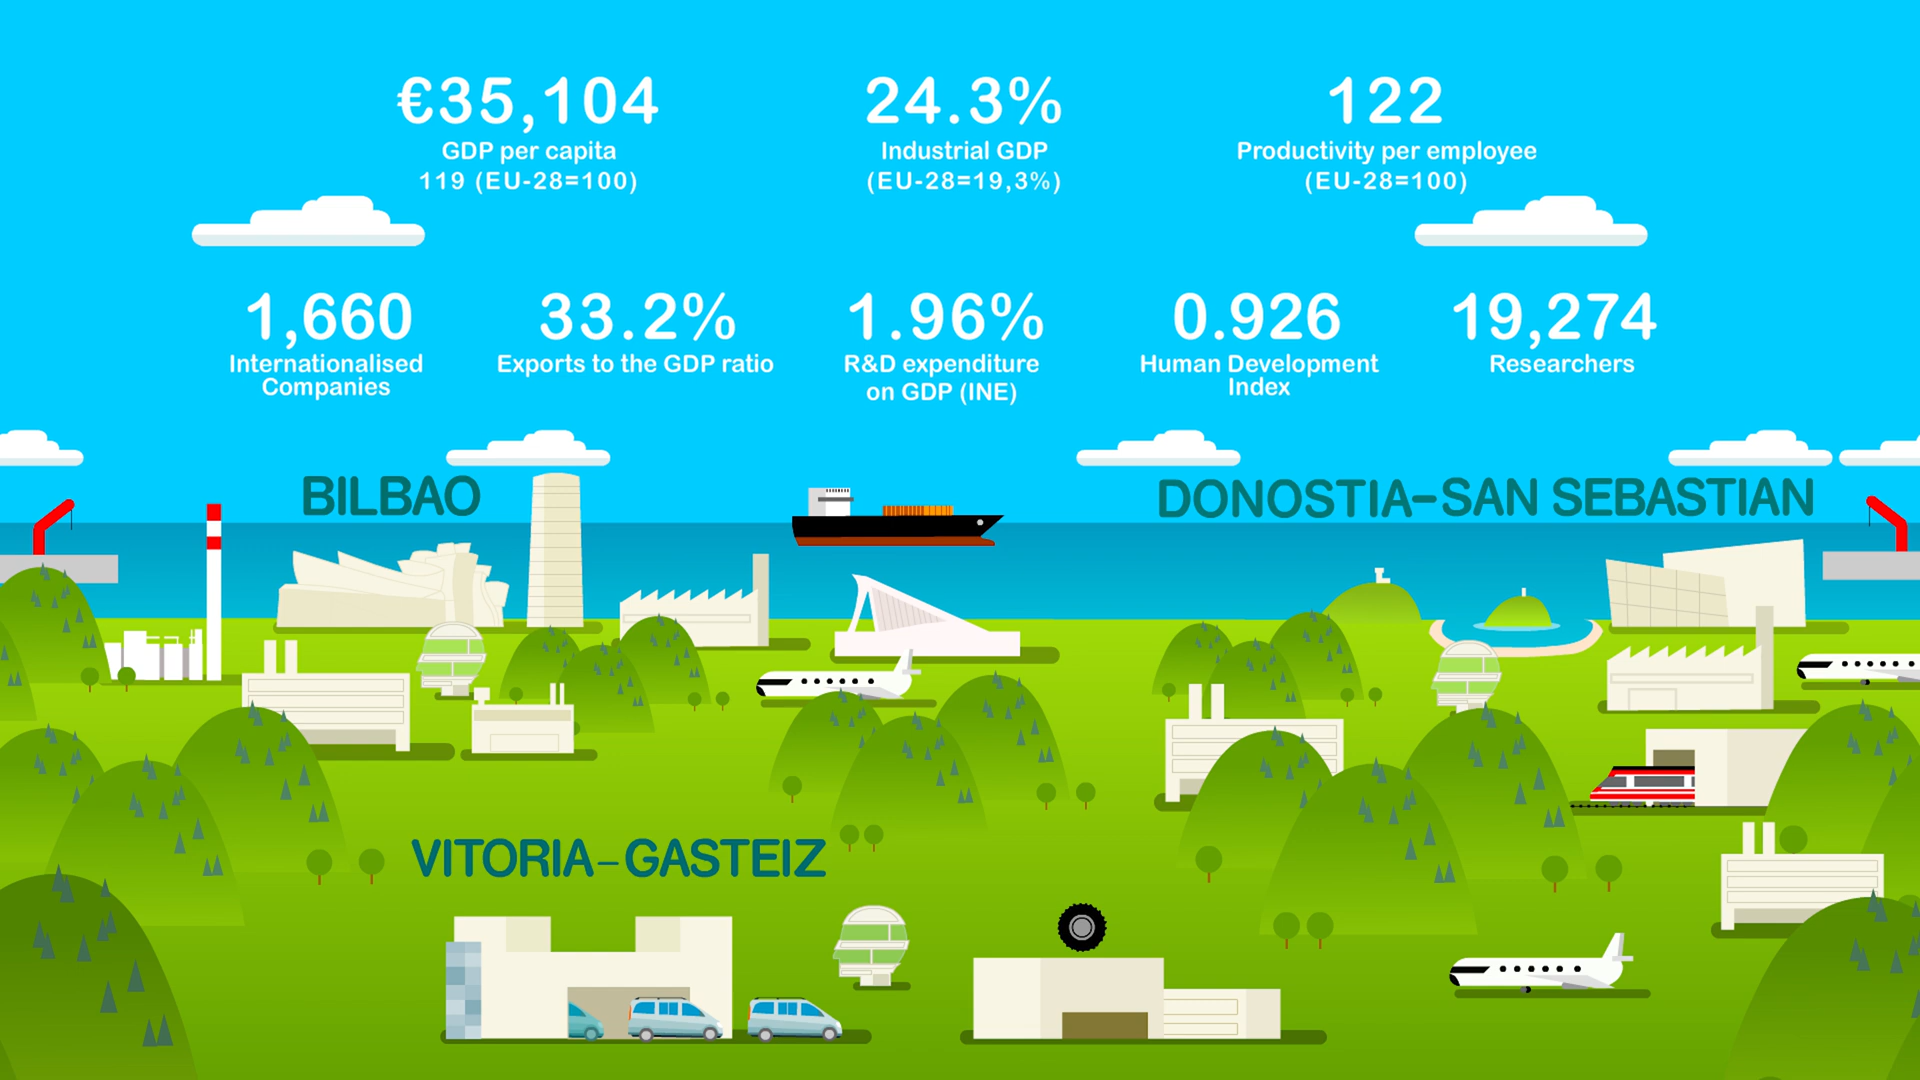 €35,104
GDP per capita
119 (EU-28=100)
24.3%
Industrial GDP
(EU-28=19,3%)
122
Productivity per employee
(EU-28=100)
1,660
Internationalised
Companies
33.2%
Exports to the GDP ratio
1.96%
R&D expenditure
on GDP (INE)
0.926
Human Development
Index
19,274
Researchers
BILBAO
DONOSTIA-SAN SEBASTIAN
VITORIA-GASTEIZ